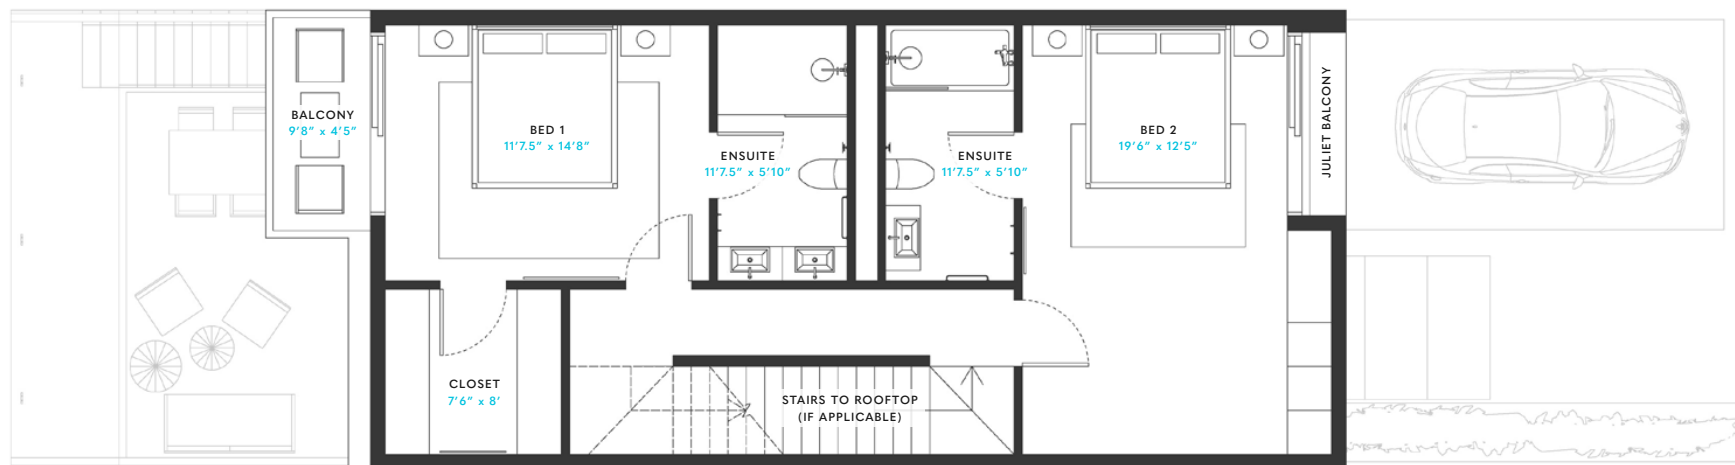 BALCONY
9'8" x 4'5"
BED 1
11'7.5" x 14'8"
ENSUITE
11'7.5" x 5'10"
ENSUITE
11'7.5" x 5'10"
BED 2
19'6" x 12'5"
JULIET BALCONY
CLOSET
7'6" x 8'
STAIRS TO ROOFTOP
(IF APPLICABLE)